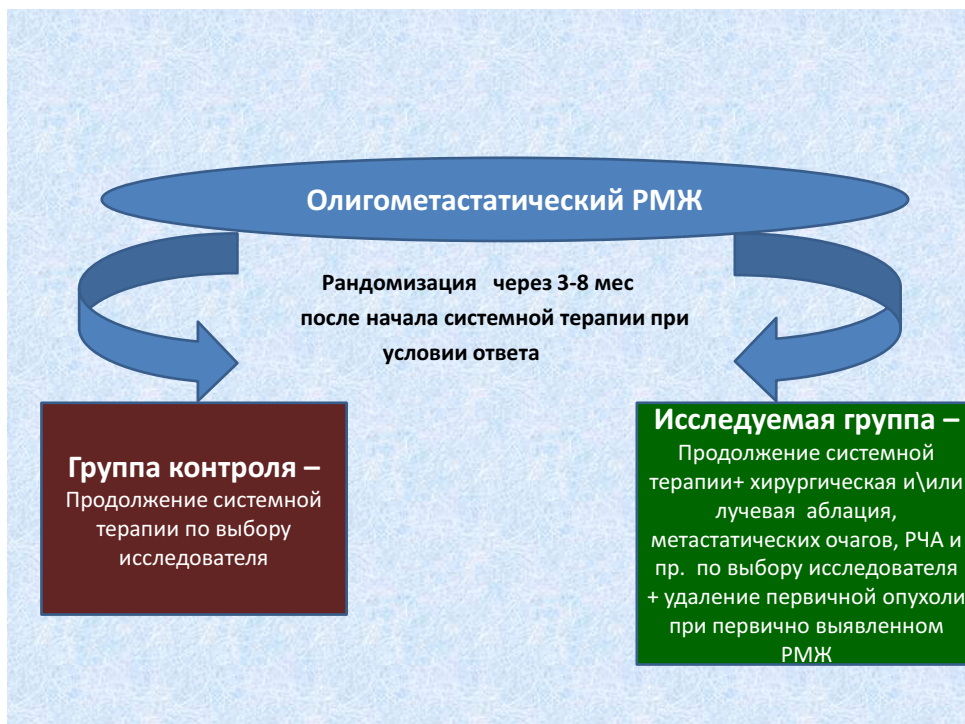 Олигометастатический РМЖ
Рандомизация через 3-8 мес
после начала системной терапии при
условии ответа
Группа контроля –
Продолжение системной
терапии по выбору
исследователя
Исследуемая группа –
Продолжение системной
терапии+ хирургическая и\или
лучевая аблация,
метастатических очагов, РЧА и
пр. по выбору исследователя
+ удаление первичной опухоли
при первично выявленном
РМЖ